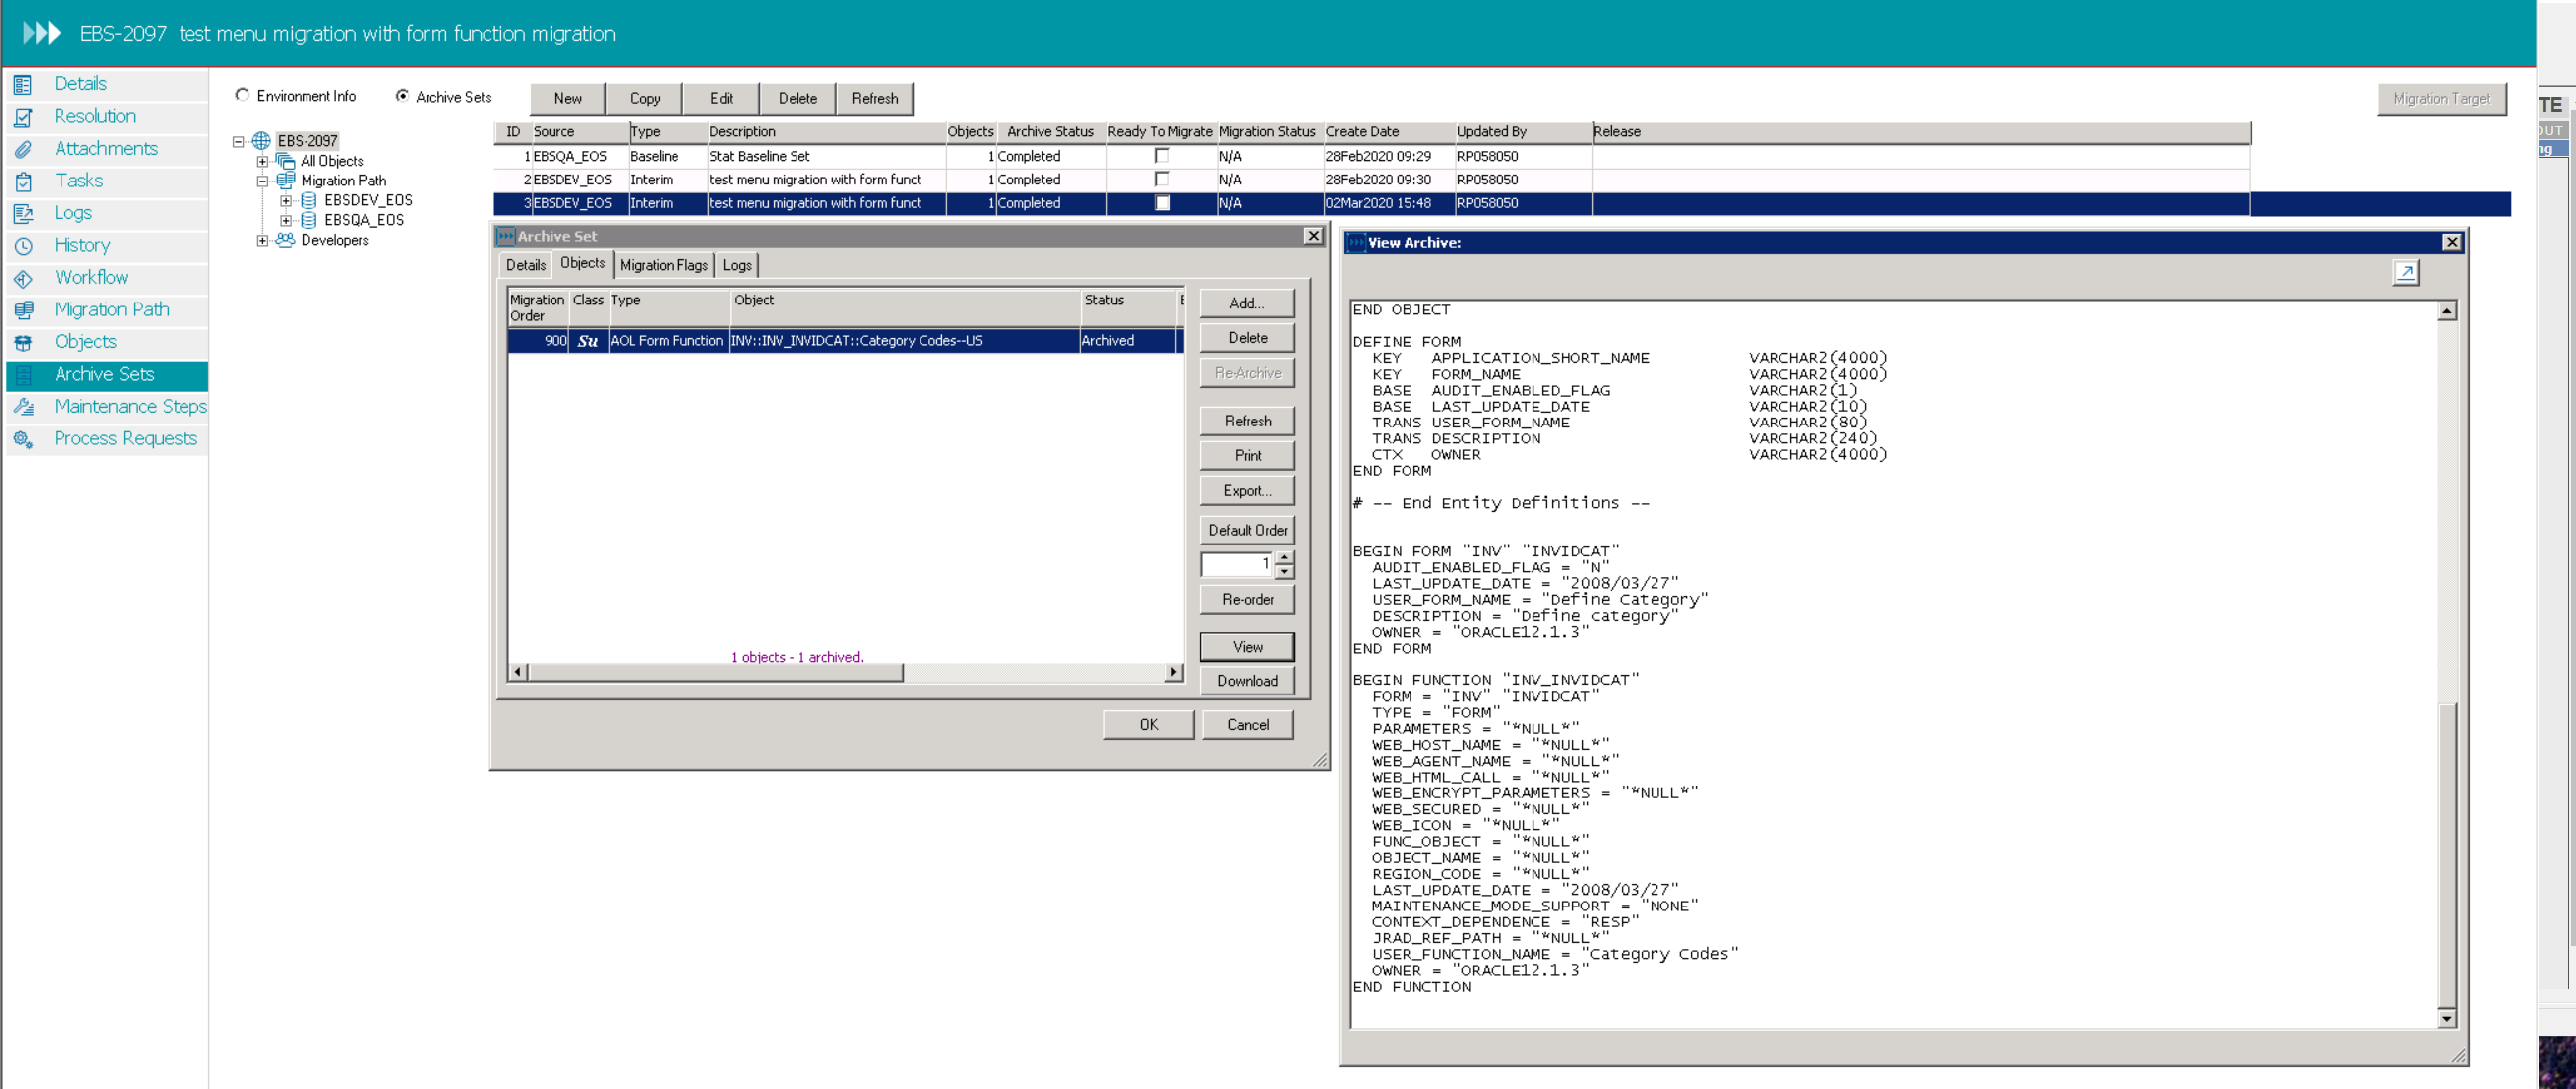 EBS-2097 test menu migration with form function migration
Details
Resolution
Attachments
Tasks
Logs
History
Workflow
Migration Path
Objects
Archive Sets
Maintenance Steps
Process Requests
Environment Info
Archive Sets
New
Copy
Edit
Delete
Refresh
Migration Target
EBS-2097
All Objects
Migration Path
EBSDEV_EOS
EBSQA_EOS
Developers
ID Source Type Description Objects Archive Status Ready To Migrate Migration Status Create Date Updated By Release
1 EBSQA_EOS Baseline Stat Baseline Set 1 Completed N/A 28Feb2020 09:29 RP058050
2 EBSDEV_EOS Interim test menu migration with form funct 1 Completed N/A 28Feb2020 09:30 RP058050
3 EBSDEV_EOS Interim test menu migration with form funct 1 Completed N/A 02Mar2020 15:48 RP058050
Archive Set
Details
Objects
Migration Flags
Logs
Migration Order Class Type Object Status
900 Su AOL Form Function INV::INV_INVIDCAT::Category Codes--US Archived
1 objects - 1 archived.
Add...
Delete
Re-Archive
Refresh
Print
Export...
Default Order
1
Re-order
View
Download
OK
Cancel
View Archive:
END OBJECT
DEFINE FORM
KEY APPLICATION_SHORT_NAME VARCHAR2(4000)
KEY FORM_NAME VARCHAR2(4000)
BASE AUDIT_ENABLED_FLAG VARCHAR2(1)
BASE LAST_UPDATE_DATE VARCHAR2(10)
TRANS USER_FORM_NAME VARCHAR2(80)
TRANS DESCRIPTION VARCHAR2(240)
CTX OWNER VARCHAR2(4000)
END FORM
# -- End Entity Definitions --
BEGIN FORM "INV" "INVIDCAT"
AUDIT_ENABLED_FLAG = "N"
LAST_UPDATE_DATE = "2008/03/27"
USER_FORM_NAME = "Define Category"
DESCRIPTION = "Define category"
OWNER = "ORACLE12.1.3"
END FORM
BEGIN FUNCTION "INV_INVIDCAT"
FORM = "INV" "INVIDCAT"
TYPE = "FORM"
PARAMETERS = "*NULL*"
WEB_HOST_NAME = "*NULL*"
WEB_AGENT_NAME = "*NULL*"
WEB_HTML_CALL = "*NULL*"
WEB_ENCRYPT_PARAMETERS = "*NULL*"
WEB_SECURED = "*NULL*"
WEB_ICON = "*NULL*"
FUNC_OBJECT = "*NULL*"
OBJECT_NAME = "*NULL*"
REGION_CODE = "*NULL*"
LAST_UPDATE_DATE = "2008/03/27"
MAINTENANCE_MODE_SUPPORT = "NONE"
CONTEXT_DEPENDENCE = "RESP"
JRAD_REF_PATH = "*NULL*"
USER_FUNCTION_NAME = "Category Codes"
OWNER = "ORACLE12.1.3"
END FUNCTION
TE
OUT